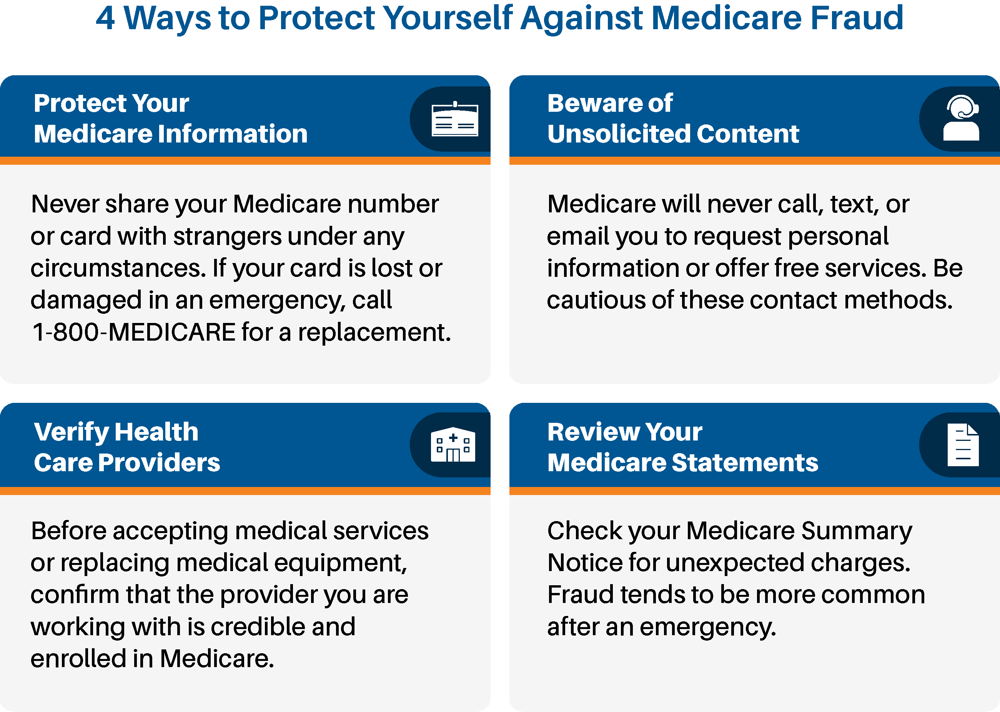 4 Ways to Protect Yourself Against Medicare Fraud
Protect Your
Medicare Information
Never share your Medicare number
or card with strangers under any
circumstances. If your card is lost or
damaged in an emergency, call
1-800-MEDICARE for a replacement.
Beware of
Unsolicited Content
Medicare will never call, text, or
email you to request personal
information or offer free services. Be
cautious of these contact methods.
Verify Health
Care Providers
Before accepting medical services
or replacing medical equipment,
confirm that the provider you are
working with is credible and
enrolled in Medicare.
Review Your
Medicare Statements
Check your Medicare Summary
Notice for unexpected charges.
Fraud tends to be more common
after an emergency.